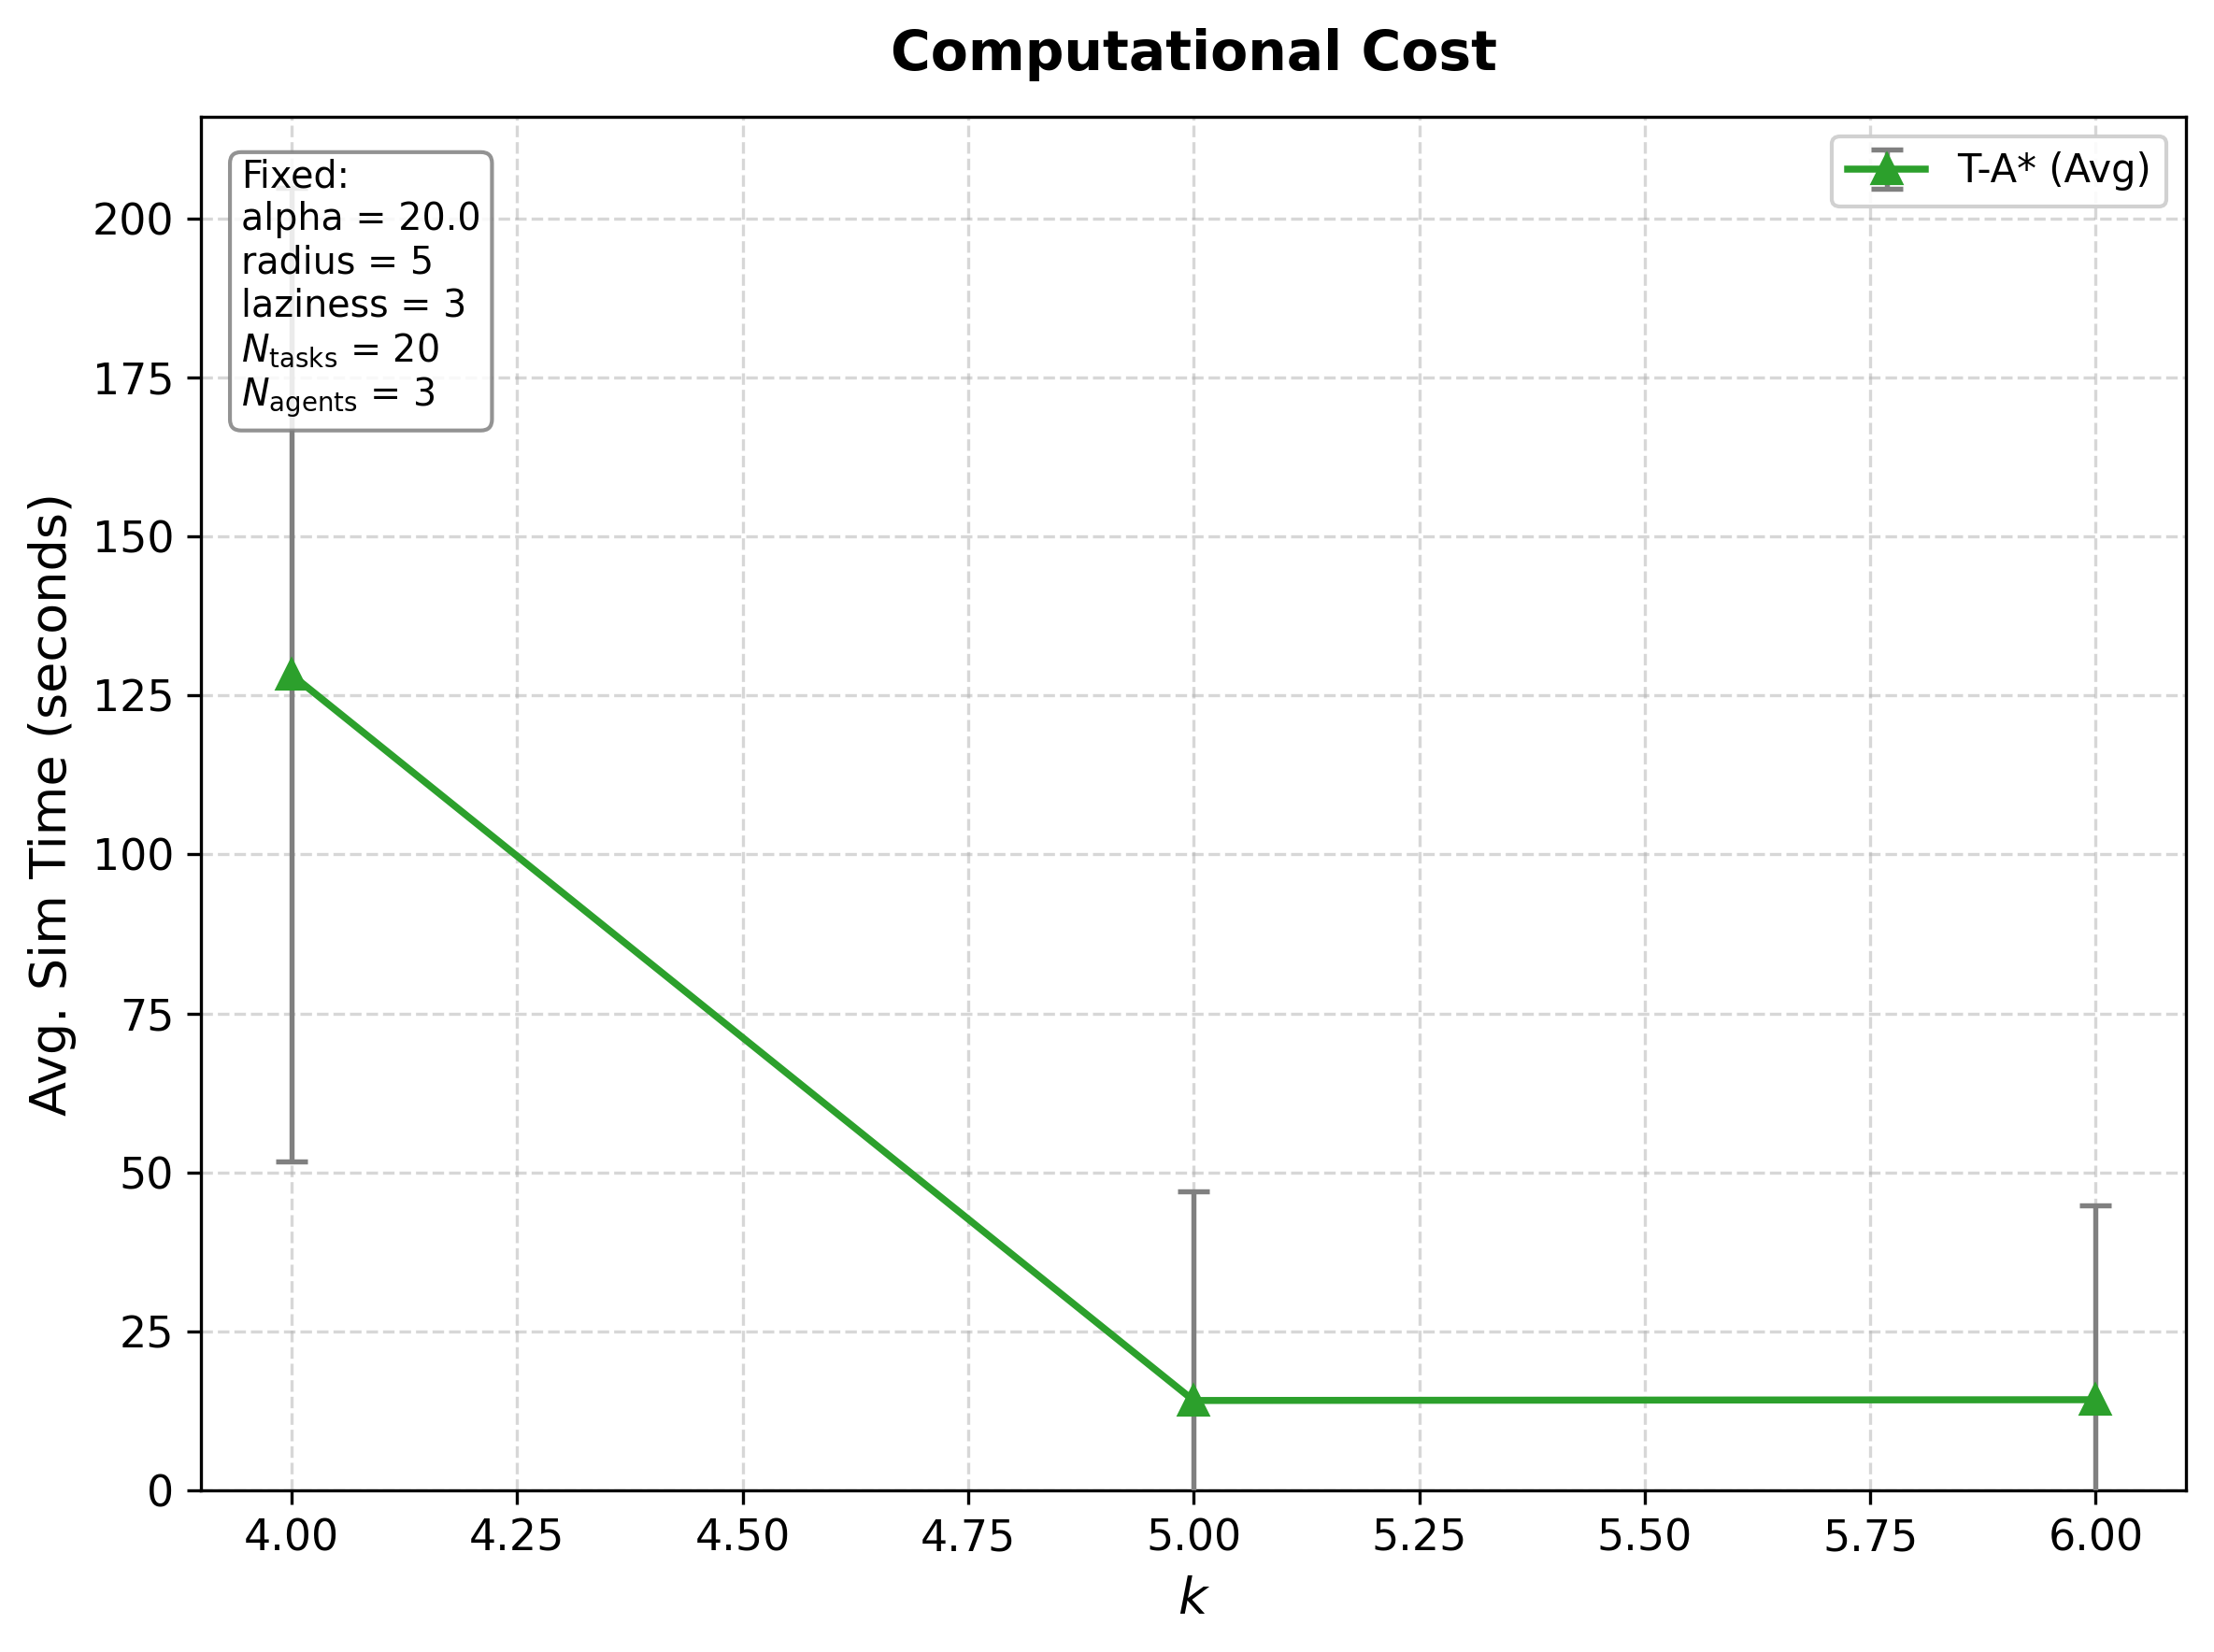 Computational Cost
Fixed:
alpha = 20.0
radius = 5
laziness = 3
N_tasks = 20
N_agents = 3
T-A* (Avg)
Avg. Sim Time (seconds)
200
175
150
125
100
75
50
25
0
4.00 4.25 4.50 4.75 5.00 5.25 5.50 5.75 6.00
k